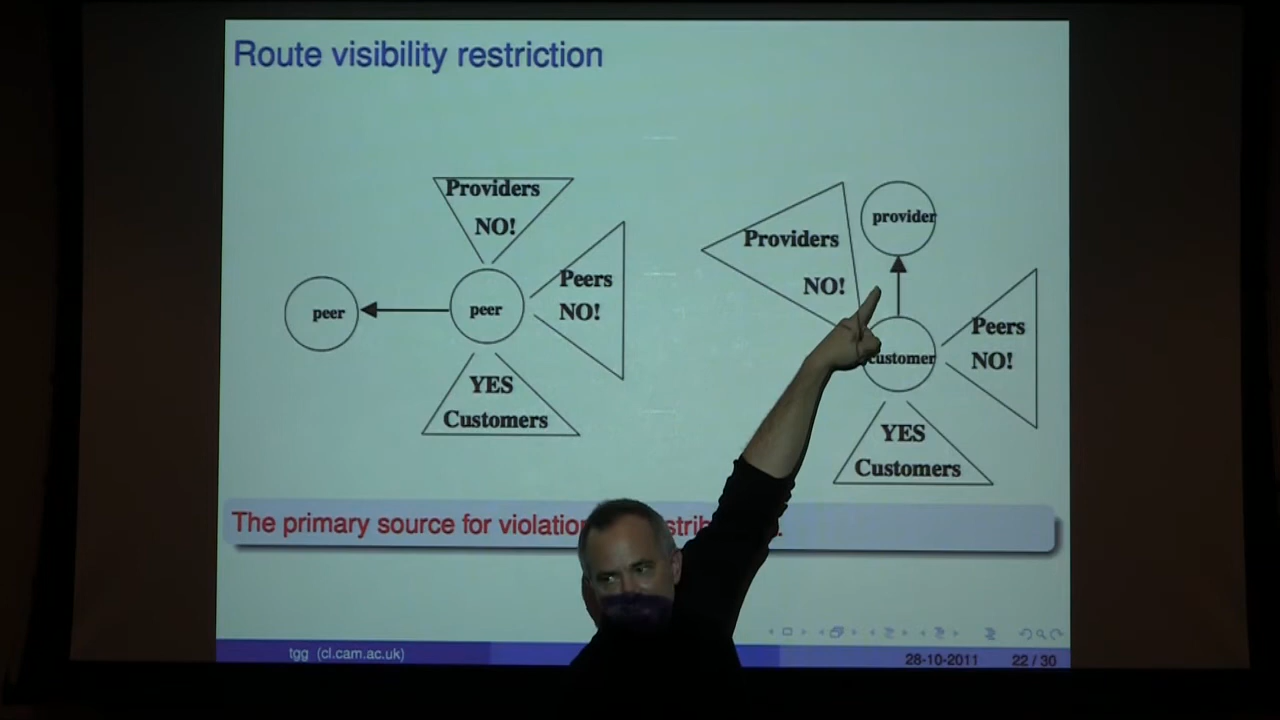 Route visibility restriction
Providers
NO!
Peers
NO!
peer
peer
YES
Customers
provider
Providers
NO!
Peers
NO!
customer
YES
Customers
The primary source for
tgg (cl.cam.ac.uk)
28-10-2011
22 / 30